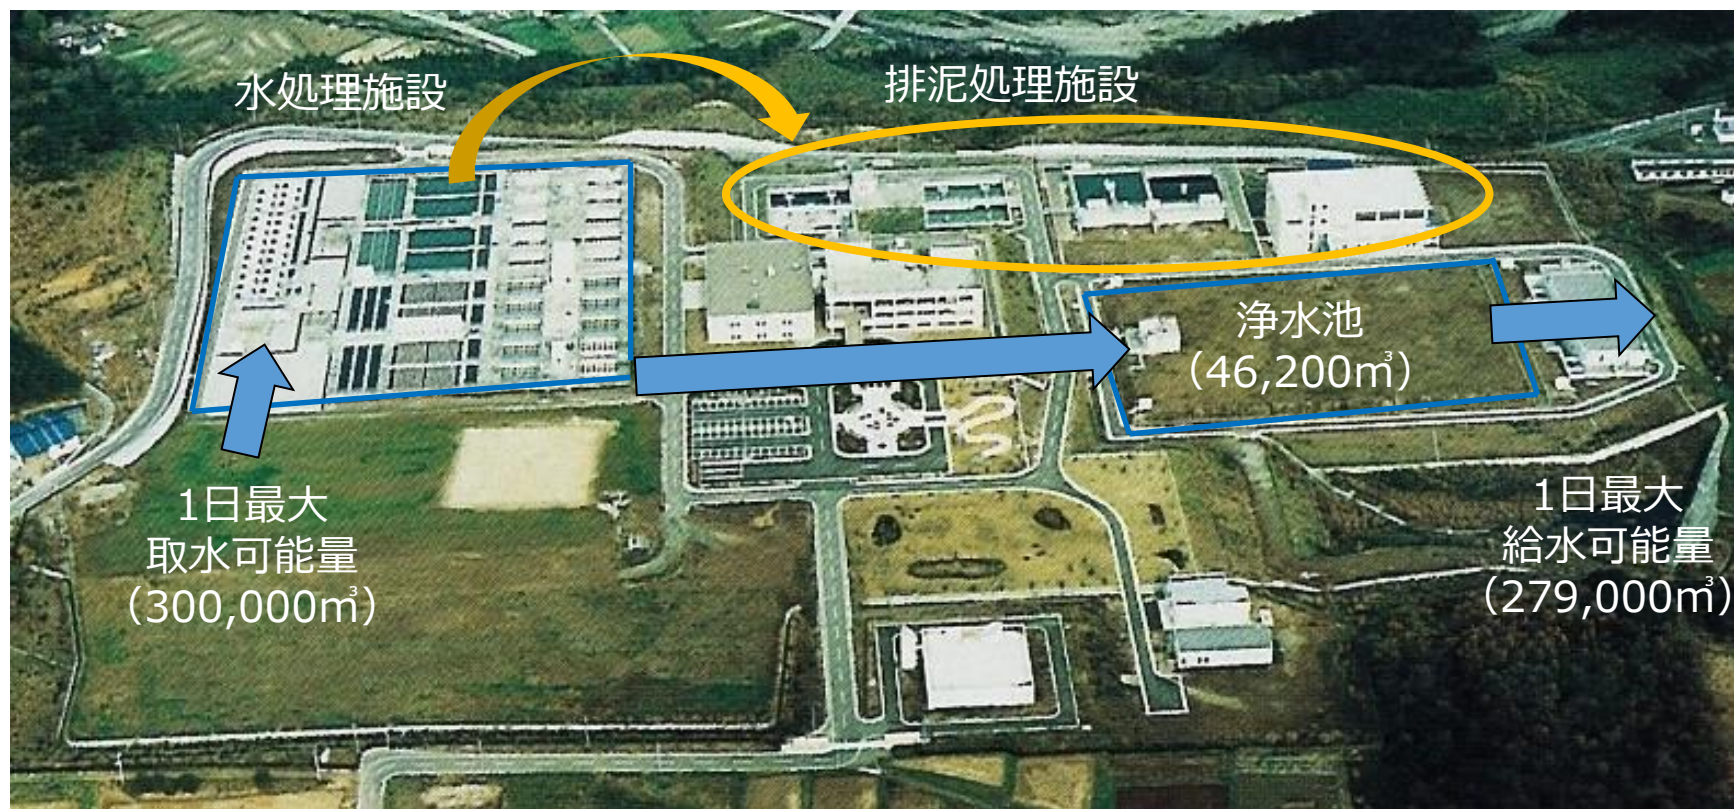 水処理施設
排泥処理施設
浄水池
（46,200㎥）
1日最大
取水可能量
（300,000㎥）
1日最大
給水可能量
（279,000㎥）